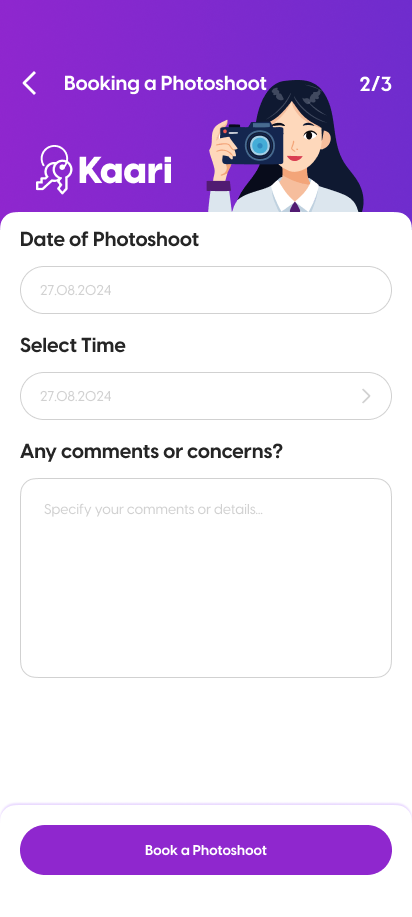 Booking a Photoshoot
2/3
Kaari
Date of Photoshoot
27.08.2024
Select Time
27.08.2024
Any comments or concerns?
Specify your comments or details...
Book a Photoshoot